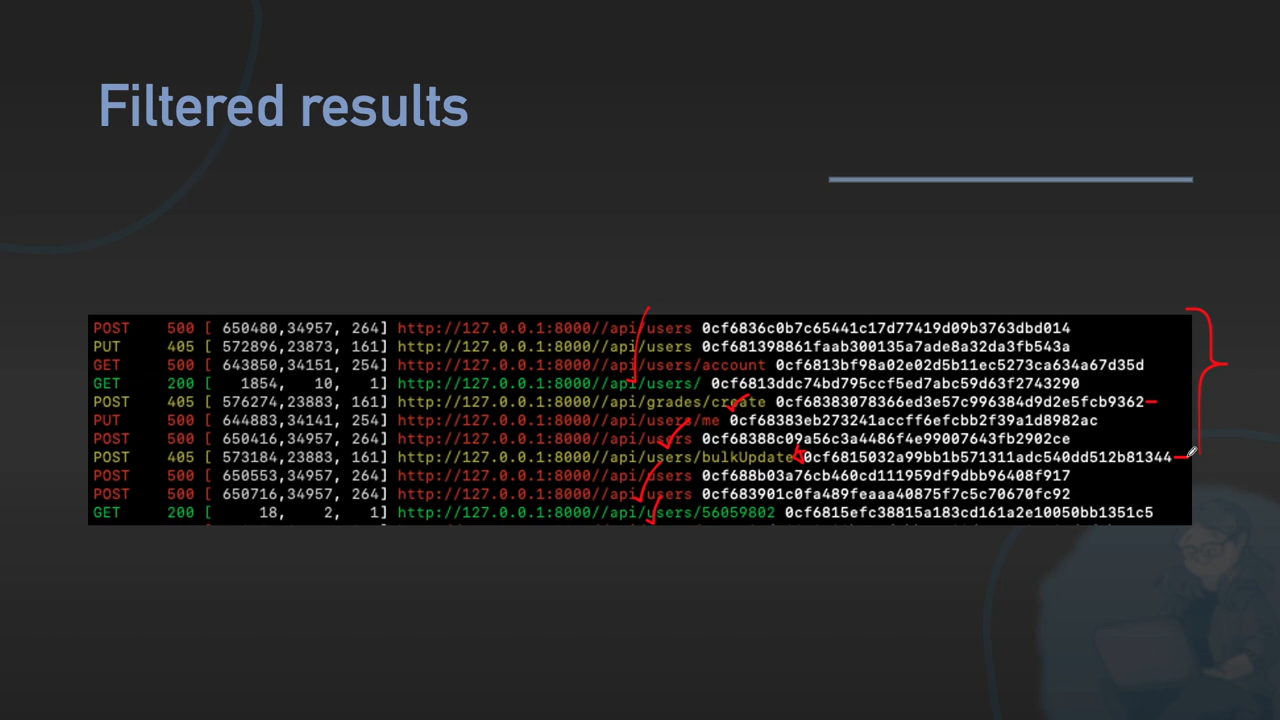 Filtered results
POST 500 [ 650480,34957, 264] http://127.0.0.1:8000//api/users 0cf6836c0b7c65441c17d77419d09b3763dbd014
PUT 405 [ 572896,23873, 161] http://127.0.0.1:8000//api/users 0cf681398861faab300135a7ade8a32da3fb543a
GET 500 [ 643850,34151, 254] http://127.0.0.1:8000//api/users/account 0cf6813bf98a02e02d5b11ec5273ca634a67d35d
GET 200 [ 1854, 10, 1] http://127.0.0.1:8000//api/users/ 0cf6813ddc74bd795ccf5ed7abc59d63f2743290
POST 405 [ 576274,23883, 161] http://127.0.0.1:8000//api/grades/create 0cf68383078366ed3e57c996384d9d2e5fcb9362
PUT 500 [ 644883,34141, 254] http://127.0.0.1:8000//api/users/me 0cf68383eb273241accff6efcbb2f39a1d8982ac
POST 500 [ 650416,34957, 264] http://127.0.0.1:8000//api/users 0cf68388c09a56c3a4486f4e99007643fb2902ce
POST 405 [ 573184,23883, 161] http://127.0.0.1:8000//api/users/bulkUpdate 0cf6815032a99bb1b571311adc540dd512b81344
POST 500 [ 650553,34957, 264] http://127.0.0.1:8000//api/users 0cf688b03a76cb460cd111959df9dbb96408f917
POST 500 [ 650716,34957, 264] http://127.0.0.1:8000//api/users 0cf683901c0fa489feaaa40875f7c5c70670fc92
GET 200 [ 18, 2, 1] http://127.0.0.1:8000//api/users/56059802 0cf6815efc38815a183cd161a2e10050bb1351c5